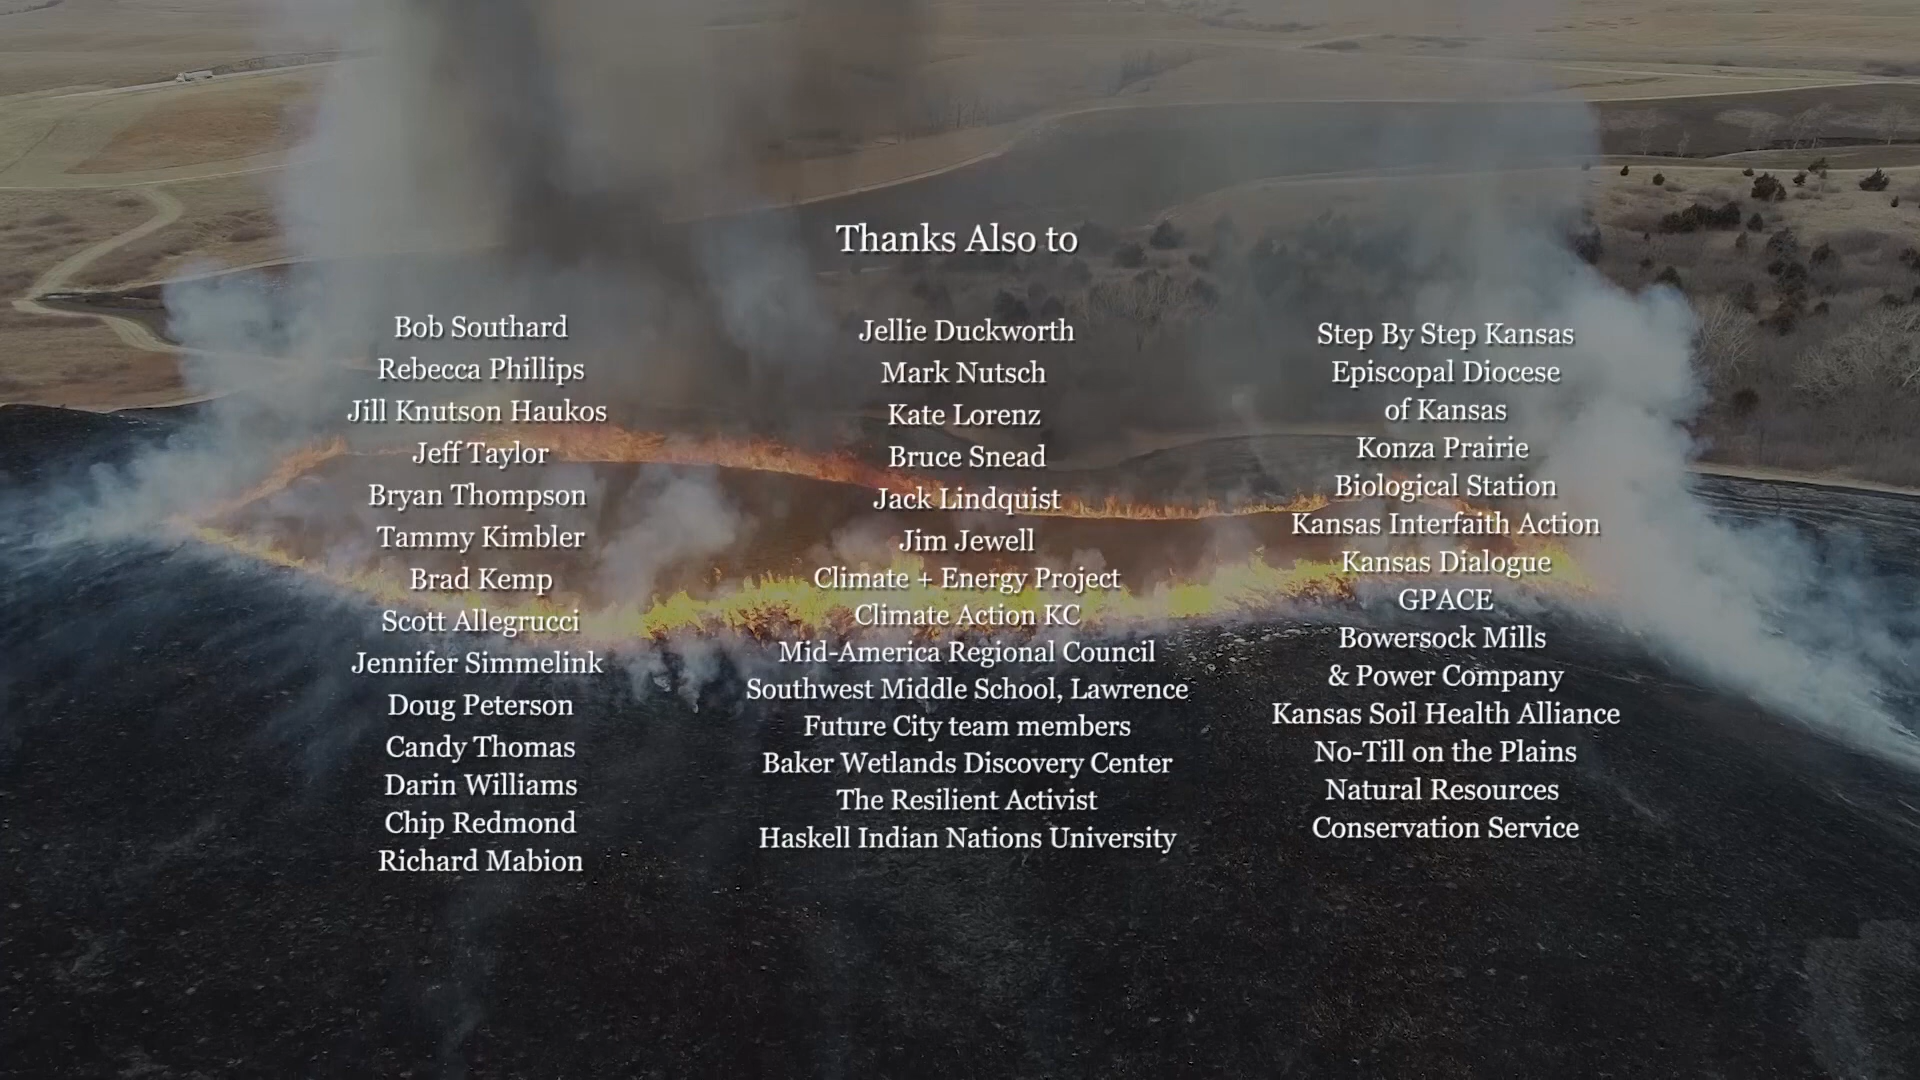 Thanks Also to
Bob Southard
Rebecca Phillips
Jill Knutson Haukos
Jeff Taylor
Bryan Thompson
Tammy Kimbler
Brad Kemp
Scott Allegrucci
Jennifer Simmelink
Doug Peterson
Candy Thomas
Darin Williams
Chip Redmond
Richard Mabion
Jellie Duckworth
Mark Nutsch
Kate Lorenz
Bruce Snead
Jack Lindquist
Jim Jewell
Climate + Energy Project
Climate Action KC
Mid-America Regional Council
Southwest Middle School, Lawrence
Future City team members
Baker Wetlands Discovery Center
The Resilient Activist
Haskell Indian Nations University
Step By Step Kansas
Episcopal Diocese
of Kansas
Konza Prairie
Biological Station
Kansas Interfaith Action
Kansas Dialogue
GPACE
Bowersock Mills
& Power Company
Kansas Soil Health Alliance
No-Till on the Plains
Natural Resources
Conservation Service